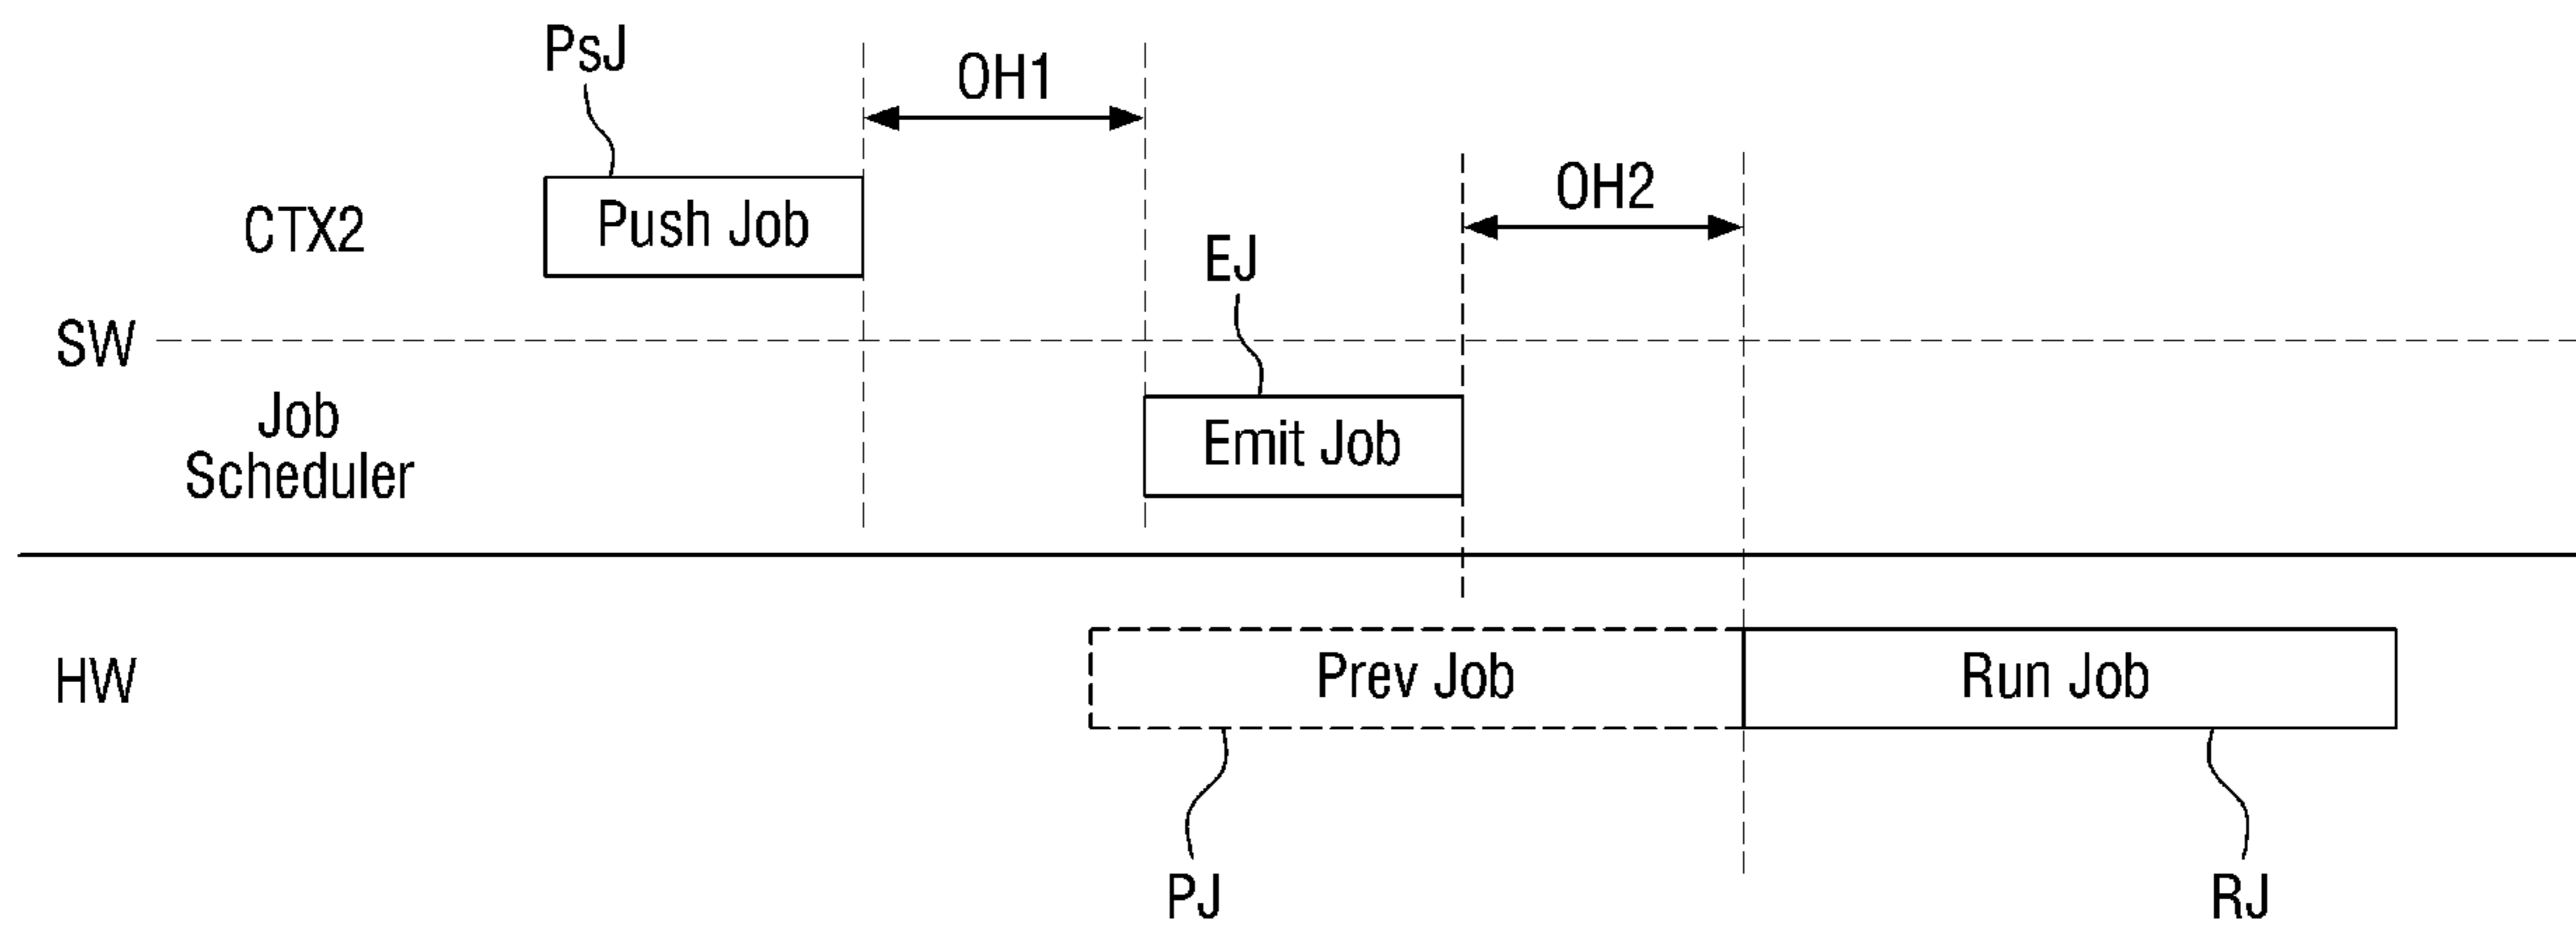 PsJ
OH1
OH2
CTX2
Push Job
EJ
SW
Job
Scheduler
Emit Job
HW
Prev Job
Run Job
PJ
RJ